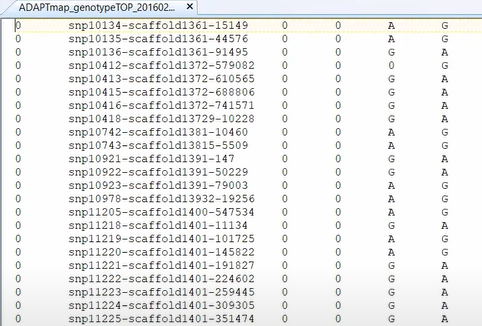 ADAPTmap_genotypeTOP_201602...
0 snp10134-scaffold1361-15149 0 0 A G
0 snp10135-scaffold1361-44576 0 0 A G
0 snp10136-scaffold1361-91495 0 0 G A
0 snp10412-scaffold1372-579082 0 0 0 G
0 snp10413-scaffold1372-610565 0 0 G A
0 snp10415-scaffold1372-688806 0 0 G A
0 snp10416-scaffold1372-741571 0 0 G A
0 snp10418-scaffold13729-10228 0 0 G A
0 snp10742-scaffold1381-10460 0 0 A G
0 snp10743-scaffold13815-5509 0 0 A G
0 snp10921-scaffold1391-147 0 0 G A
0 snp10922-scaffold1391-50229 0 0 G A
0 snp10923-scaffold1391-79003 0 0 A G
0 snp10978-scaffold13932-19256 0 0 G A
0 snp11205-scaffold1400-547534 0 0 A G
0 snp11218-scaffold1401-11134 0 0 G A
0 snp11219-scaffold1401-101725 0 0 A G
0 snp11220-scaffold1401-145822 0 0 A G
0 snp11221-scaffold1401-191827 0 0 G A
0 snp11222-scaffold1401-224602 0 0 G A
0 snp11223-scaffold1401-259445 0 0 G A
0 snp11224-scaffold1401-309305 0 0 G A
0 snp11225-scaffold1401-351474 0 0 G A